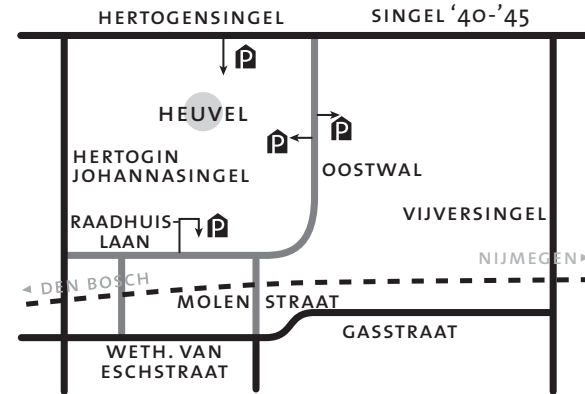 HERTOGENSINGEL
SINGEL ‘40-’45
P
HEUVEL
P
P
HERTOGIN
JOHANNASINGEL
OOSTWAL
RAADHUIS-
LAAN
P
VIJVERSINGEL
NIJMEGEN
DEN BOSCH
MOLENSTRAAT
GASSTRAAT
WETH. VAN
ESCHSTRAAT